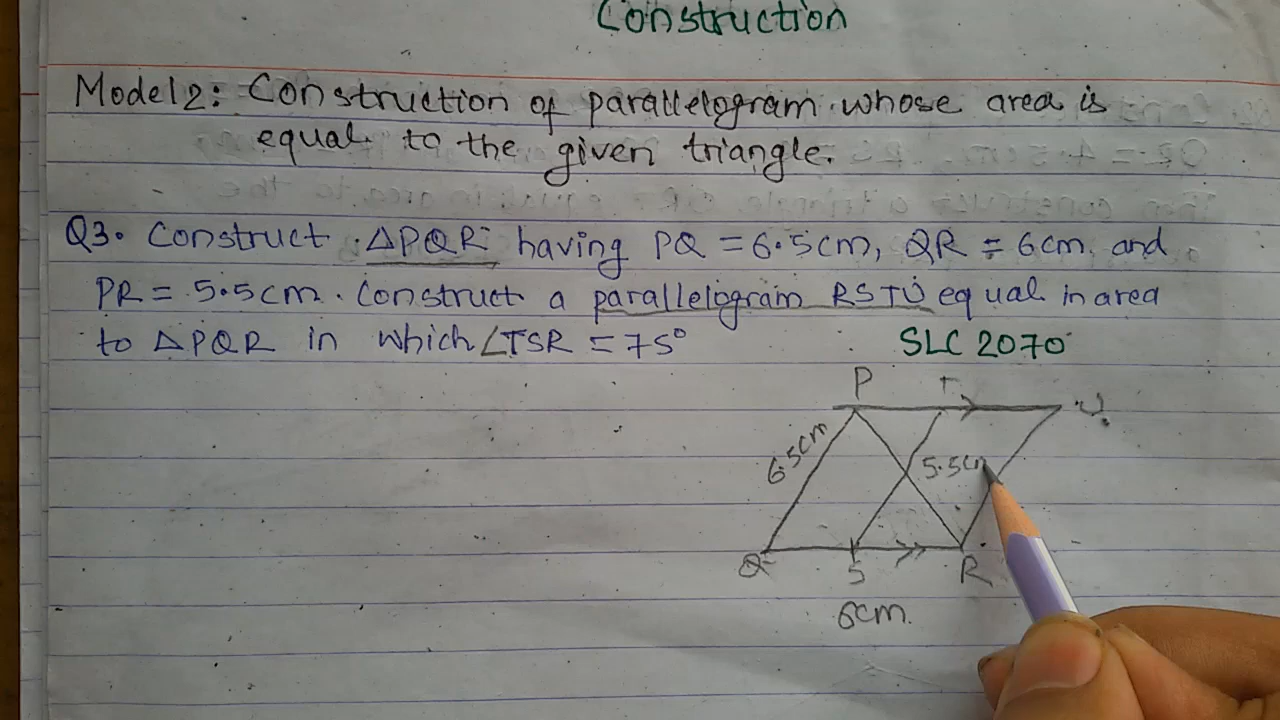 Construction
Model 2: Construction of parallelogram whose area is
equal to the given triangle.
Q3. Construct ΔPQR having PQ = 6.5cm, QR = 6cm and
PR = 5.5cm. Construct a parallelogram RSTU equal in area
to ΔPQR in which ∠TSR = 75°
SLC 2070
P T U
6.5cm
5.5cm
Q S R
6cm.